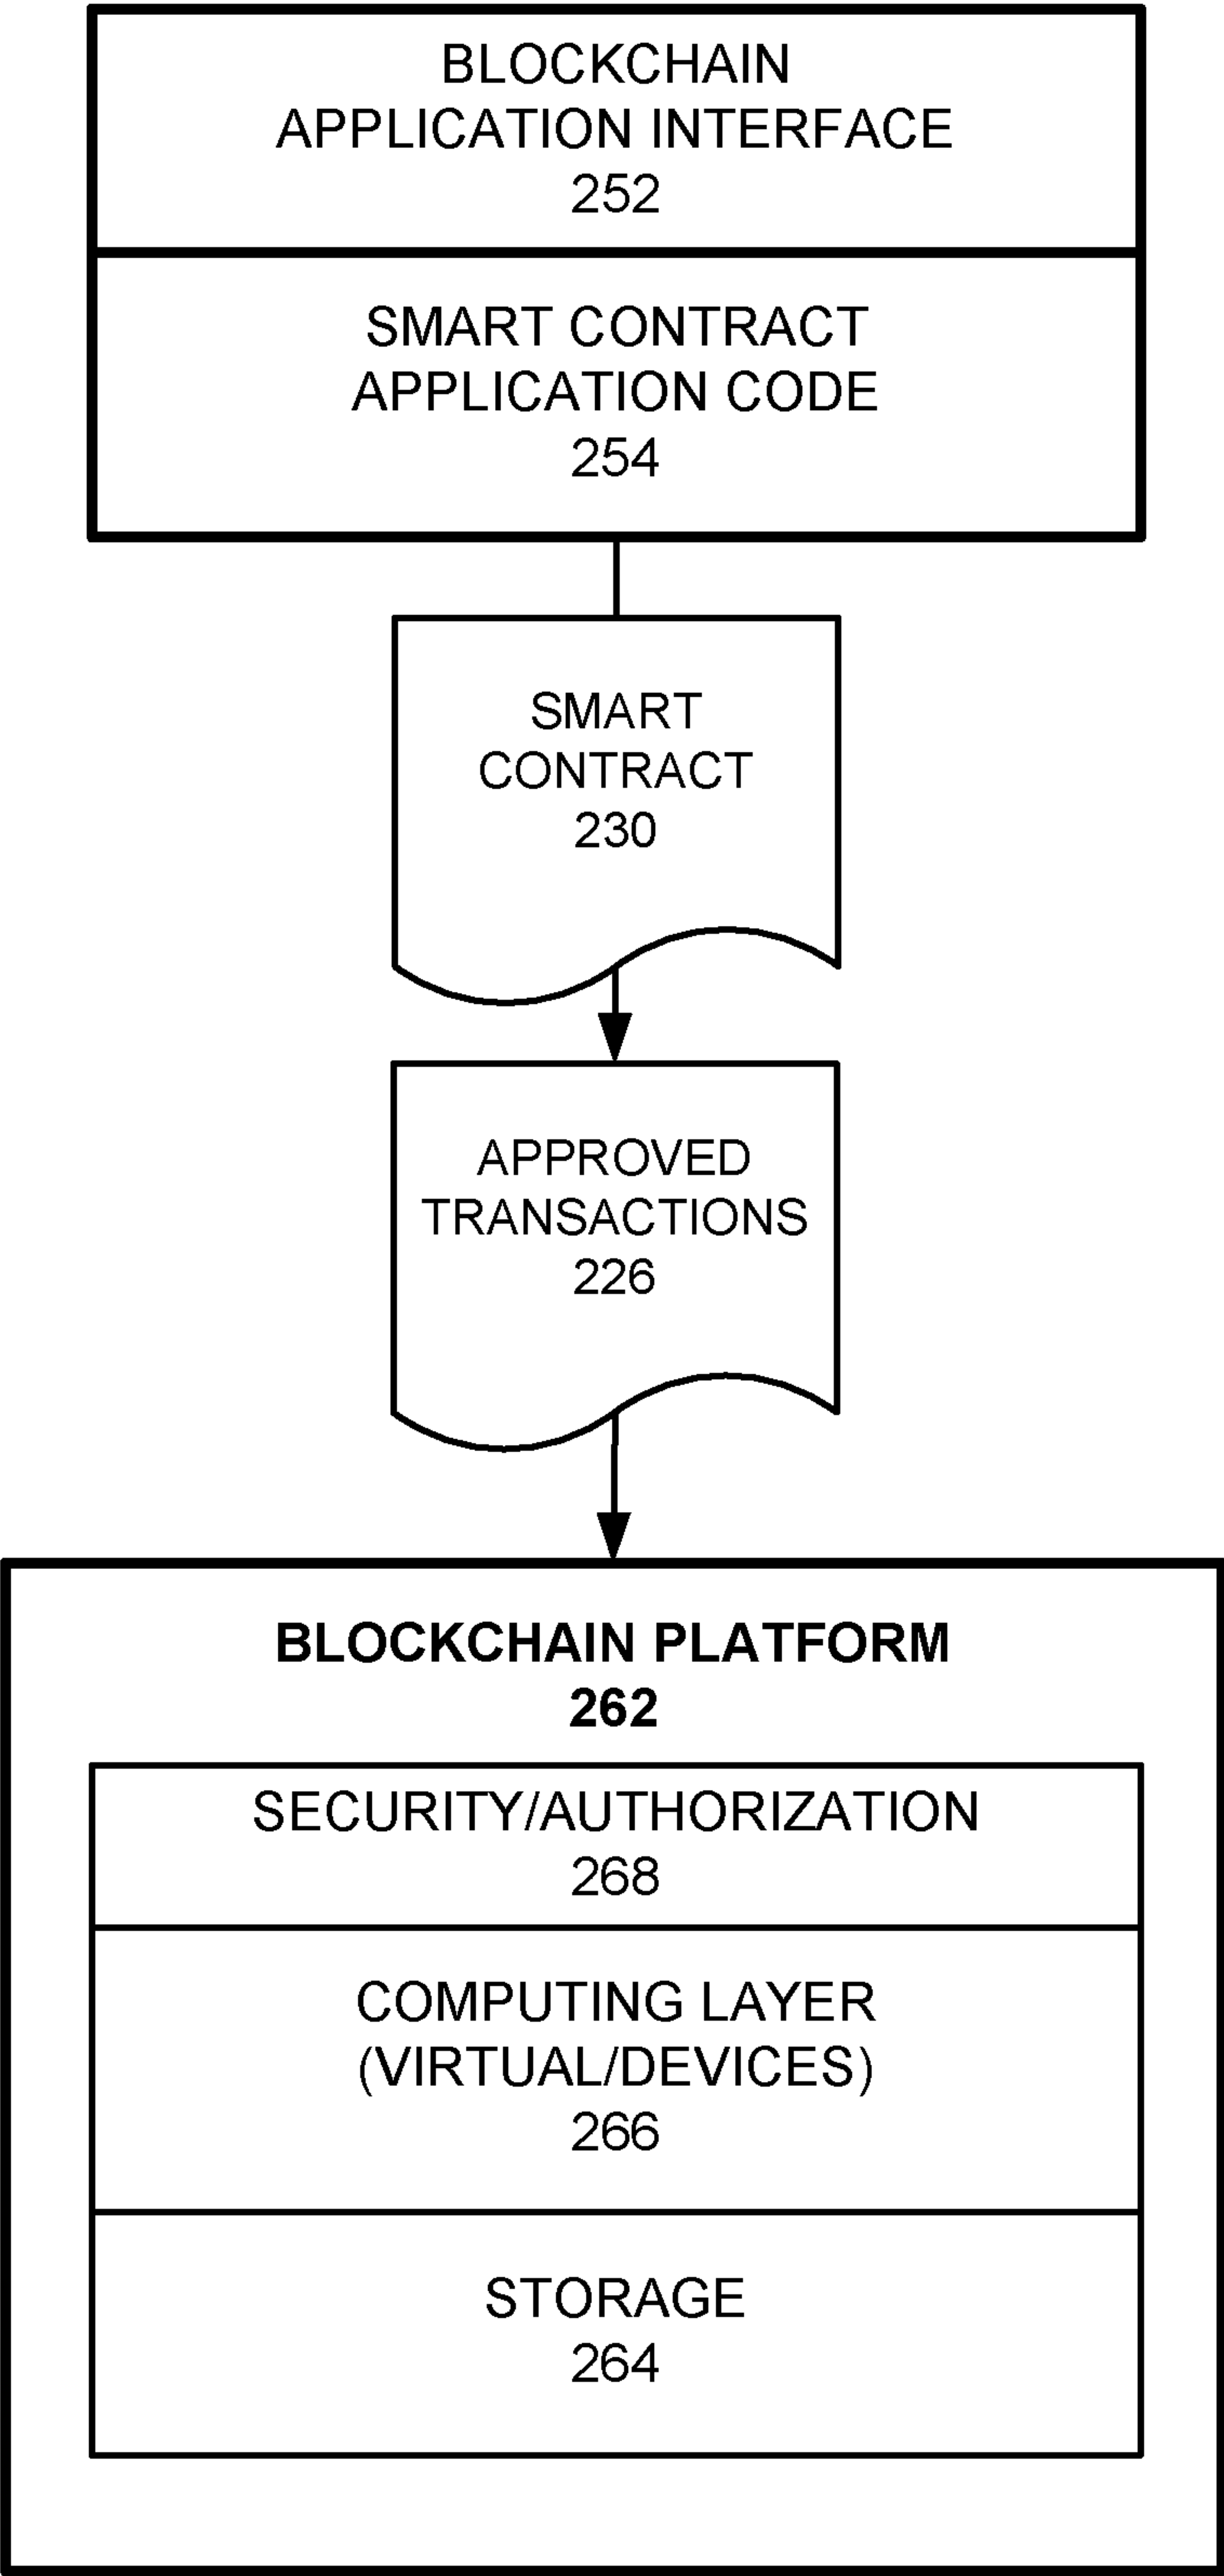 BLOCKCHAIN
APPLICATION INTERFACE
252
SMART CONTRACT
APPLICATION CODE
254
SMART
CONTRACT
230
APPROVED
TRANSACTIONS
226
BLOCKCHAIN PLATFORM
262
SECURITY/AUTHORIZATION
268
COMPUTING LAYER
(VIRTUAL/DEVICES)
266
STORAGE
264